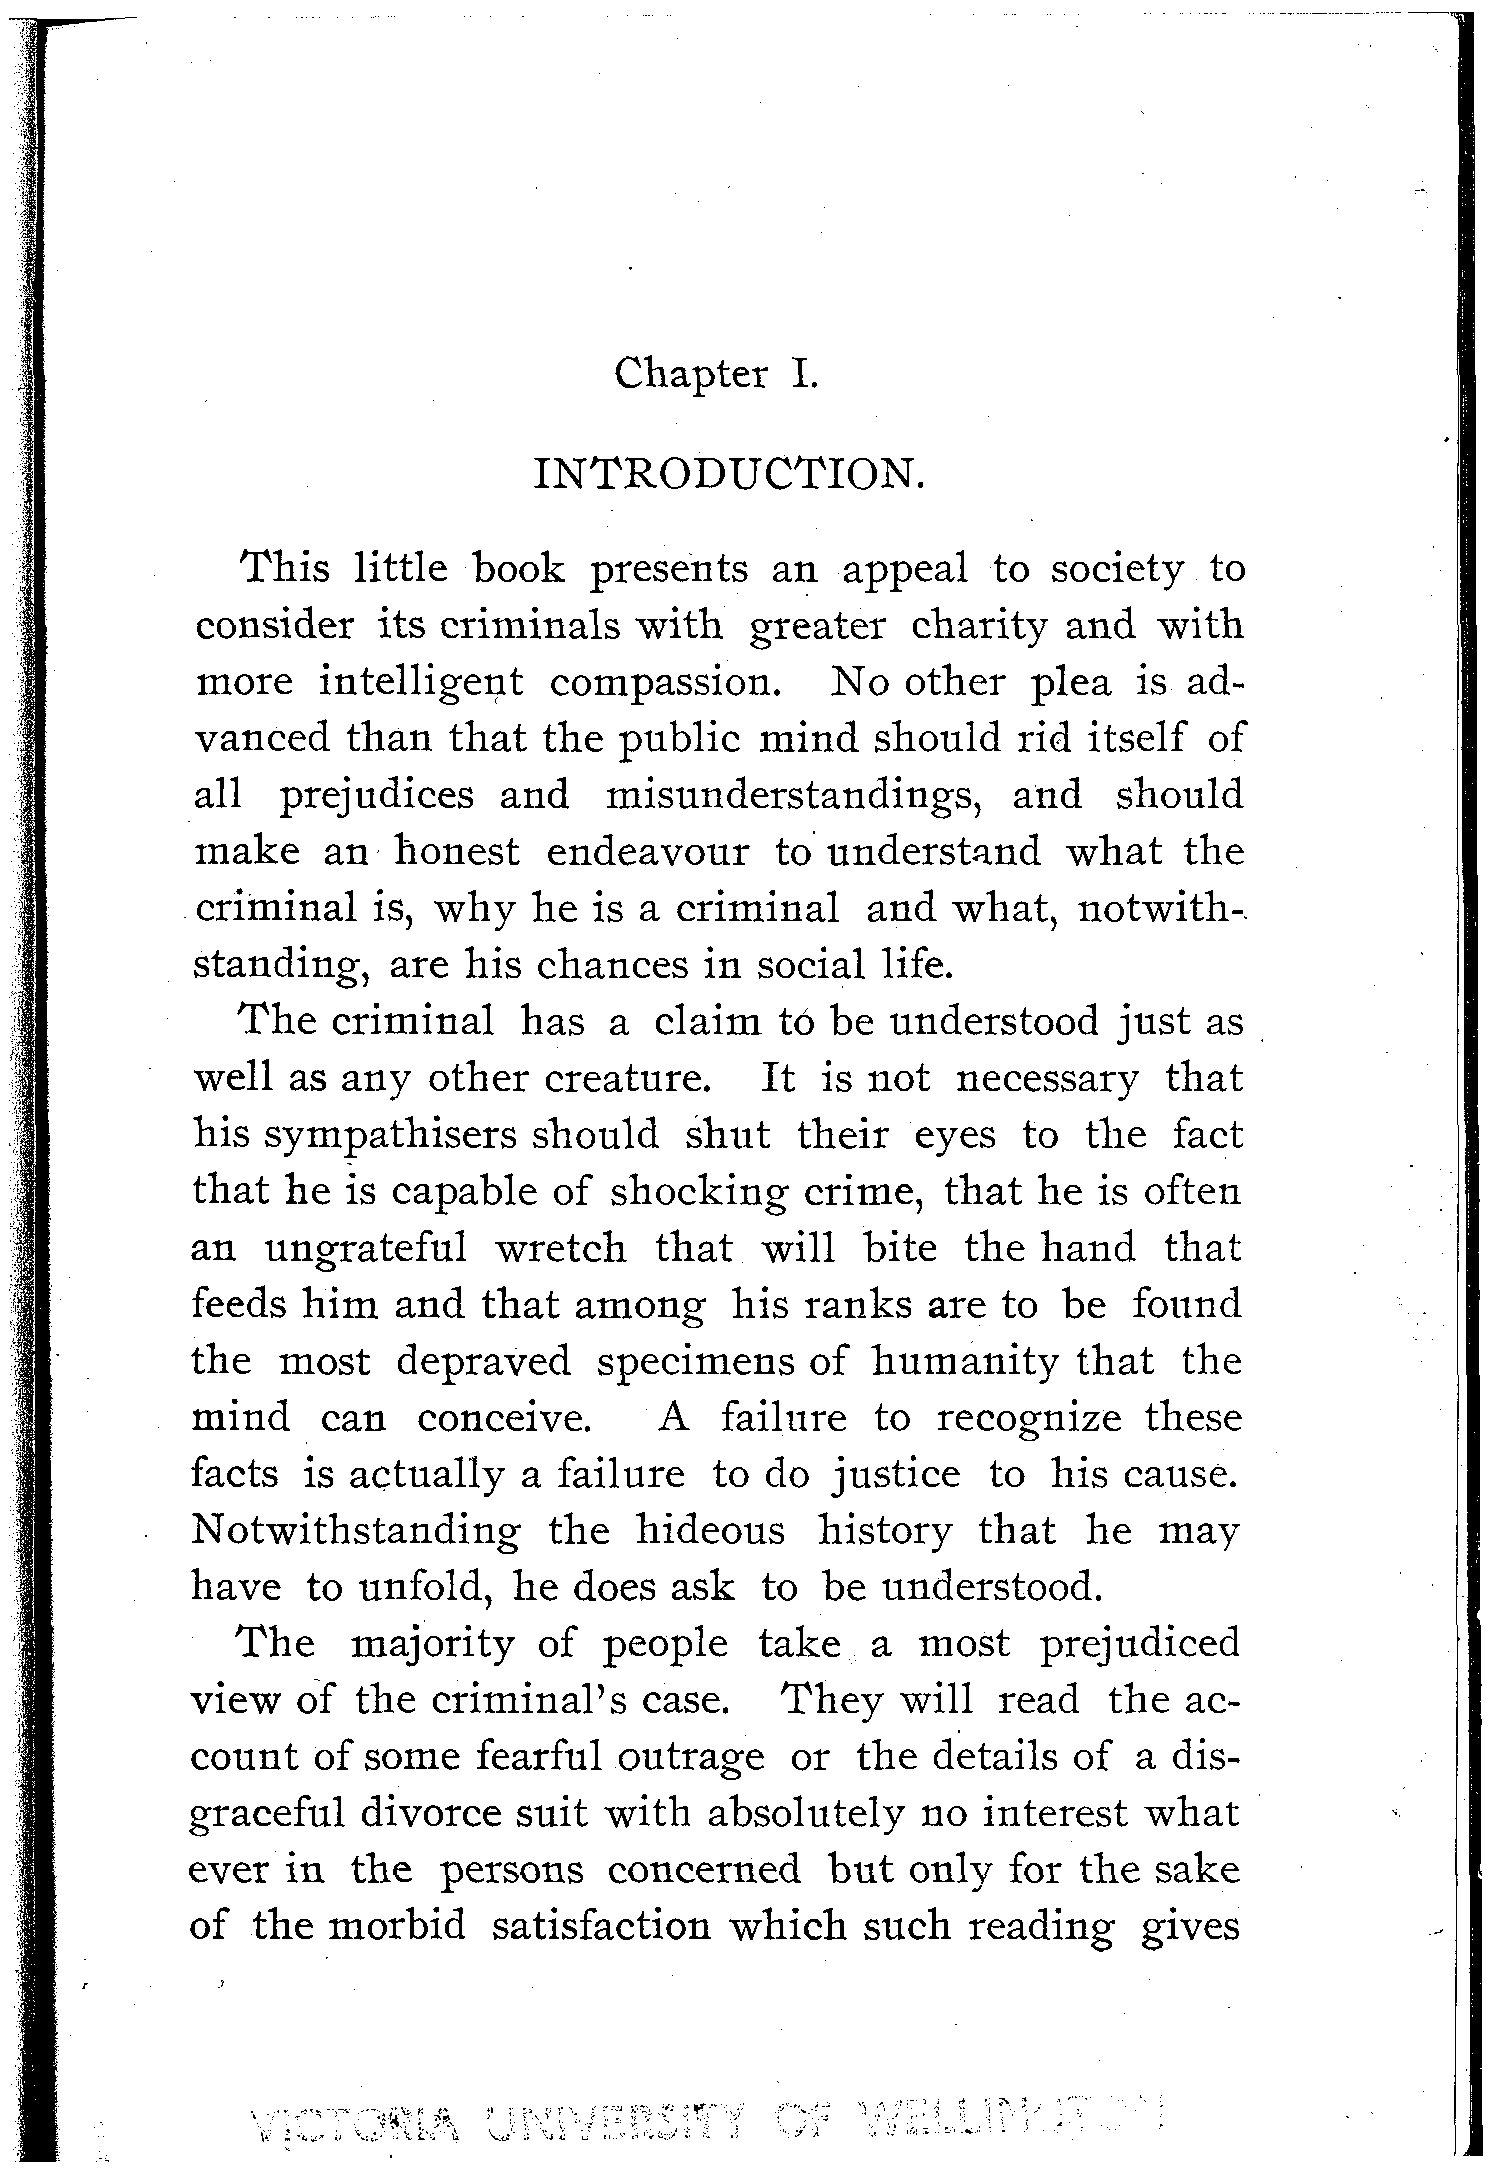 Chapter I.
INTRODUCTION.
This little book presents an appeal to society to
consider its criminals with greater charity and with
more intelligent compassion. No other plea is ad-
vanced than that the public mind should rid itself of
all prejudices and misunderstandings, and should
make an honest endeavour to understand what the
criminal is, why he is a criminal and what, notwith-
standing, are his chances in social life.
The criminal has a claim to be understood just as
well as any other creature. It is not necessary that
his sympathisers should shut their eyes to the fact
that he is capable of shocking crime, that he is often
an ungrateful wretch that will bite the hand that
feeds him and that among his ranks are to be found
the most depraved specimens of humanity that the
mind can conceive. A failure to recognize these
facts is actually a failure to do justice to his cause.
Notwithstanding the hideous history that he may
have to unfold, he does ask to be understood.
The majority of people take a most prejudiced
view of the criminal's case. They will read the ac-
count of some fearful outrage or the details of a dis-
graceful divorce suit with absolutely no interest what
ever in the persons concerned but only for the sake
of the morbid satisfaction which such reading gives
VICTORIA UNIVERSITY OF WELLINGTON